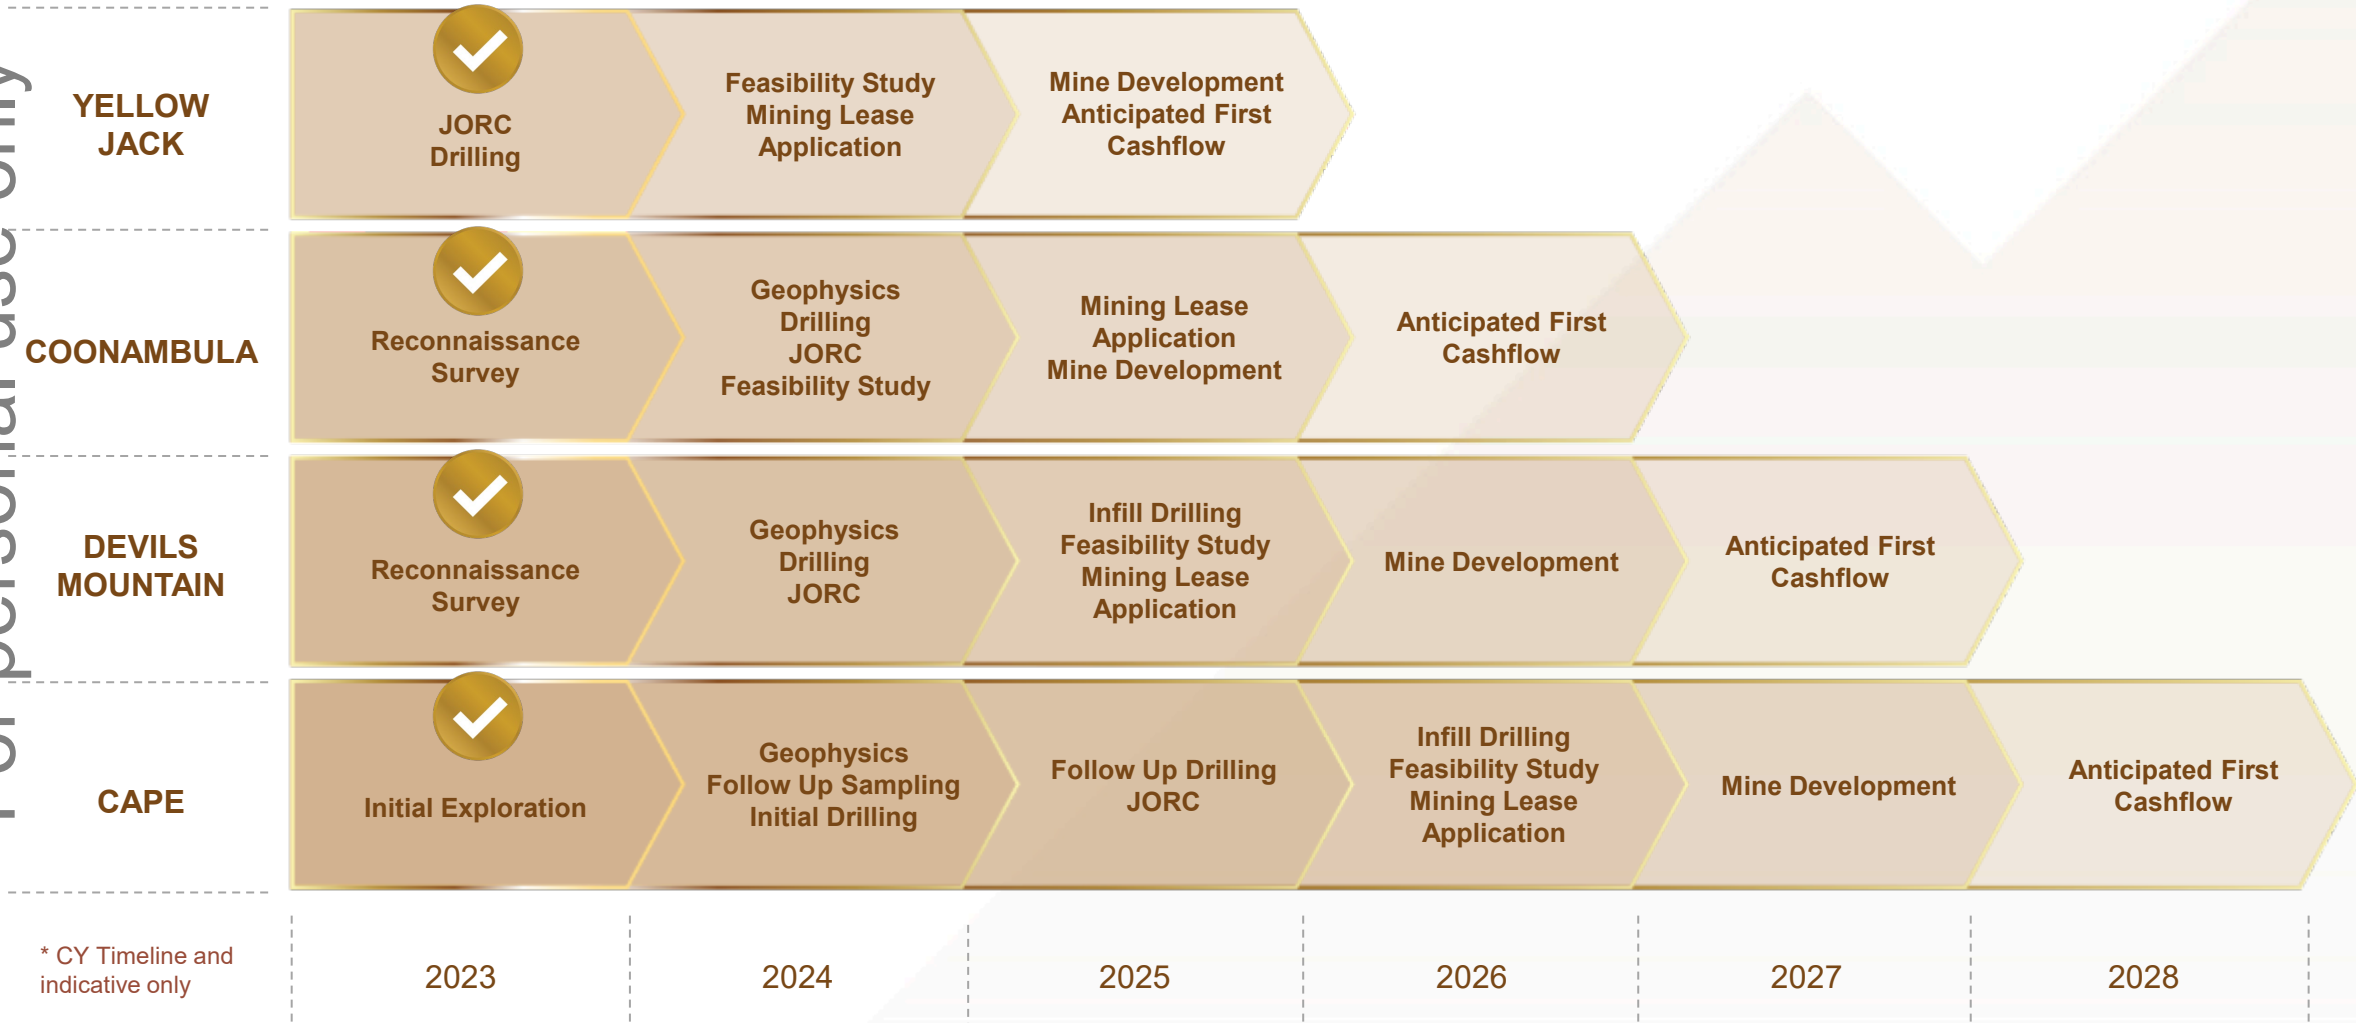 For personal use only
YELLOW
JACK
JORC
Drilling
Feasibility Study
Mining Lease
Application
Mine Development
Anticipated First
Cashflow
COONAMBULA
Reconnaissance
Survey
Geophysics
Drilling
JORC
Feasibility Study
Mining Lease
Application
Mine Development
Anticipated First
Cashflow
DEVILS
MOUNTAIN
Reconnaissance
Survey
Geophysics
Drilling
JORC
Infill Drilling
Feasibility Study
Mining Lease
Application
Mine Development
Anticipated First
Cashflow
CAPE
Initial Exploration
Geophysics
Follow Up Sampling
Initial Drilling
Follow Up Drilling
JORC
Infill Drilling
Feasibility Study
Mining Lease
Application
Mine Development
Anticipated First
Cashflow
* CY Timeline and
indicative only
2023
2024
2025
2026
2027
2028